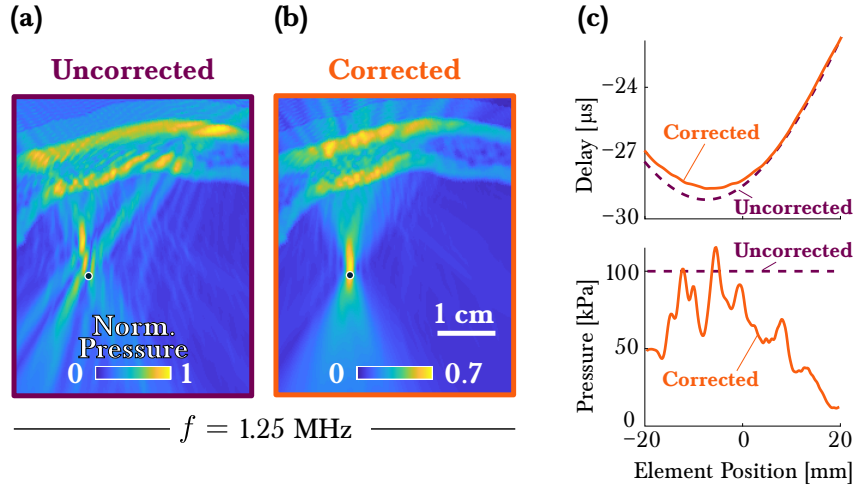 (a)
(b)
(c)
Uncorrected
Corrected
Norm.
Pressure
0
1
1 cm
0
0.7
f = 1.25 MHz
Delay [μs]
−24
−27
−30
Corrected
Uncorrected
Pressure [kPa]
100
50
0
Uncorrected
Corrected
−20
0
20
Element Position [mm]